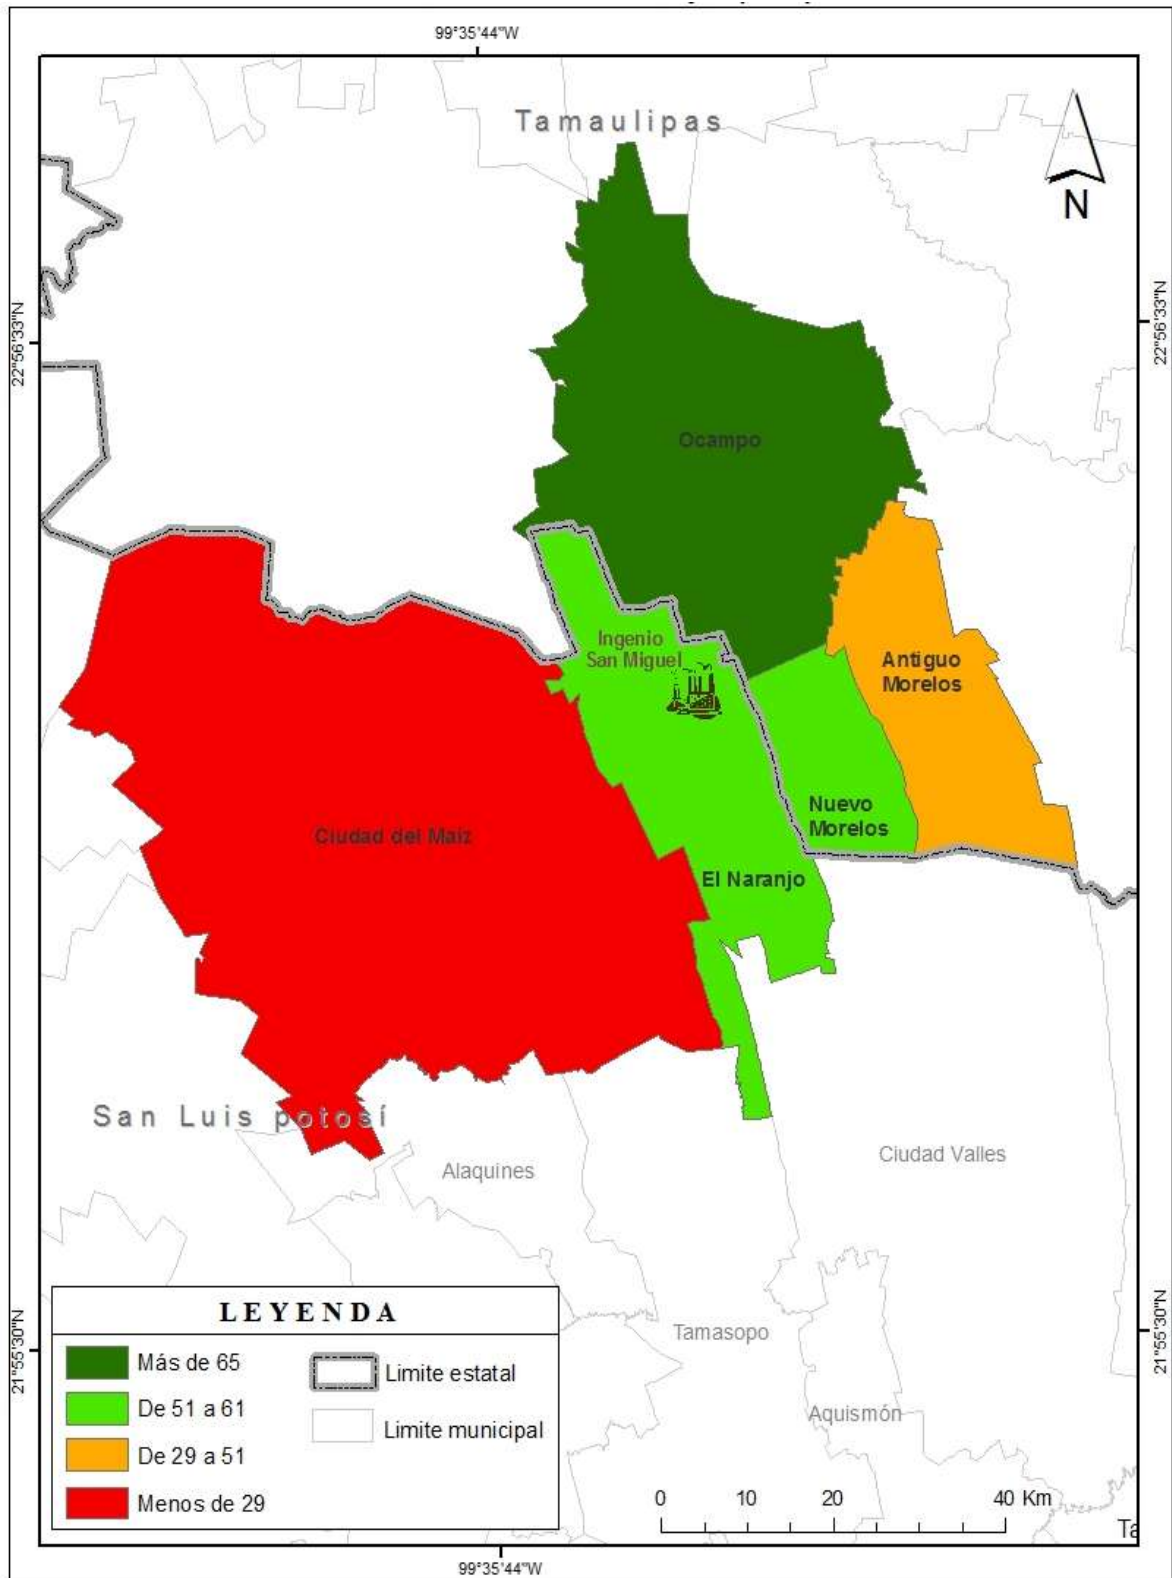 99°35'44"W
Tamaulipas
N
22°56'33"N
22°56'33"N
Ocampo
Ingenio
San Miguel
Antiguo
Morelos
Nuevo
Morelos
Ciudad del Maíz
El Naranjo
San Luis potosí
Alaquines
Ciudad Valles
LEYENDA
Más de 65
De 51 a 61
De 29 a 51
Menos de 29
Limite estatal
Limite municipal
Tamasopo
Aquismón
21°55'30"N
21°55'30"N
0 10 20 40 Km
99°35'44"W